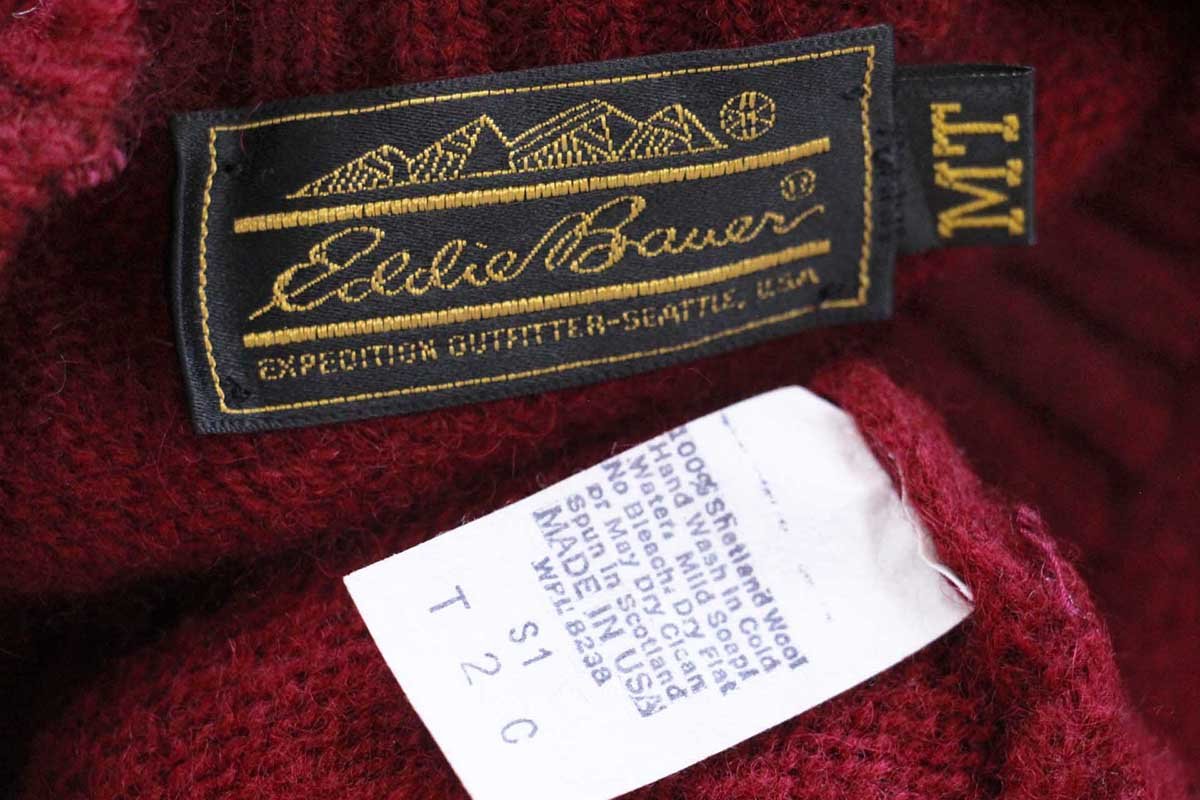 Eddie Bauer ®
EXPEDITION OUTFITTER-SEATTLE, USA
MT
100% Shetland Wool
Hand Wash in Cold
Water: Mild Soap/
No Bleach: Dry Flat
Or May Dry Clean
Spun in Scotland
MADE IN USA
WPL 8238
S1
T 2 C